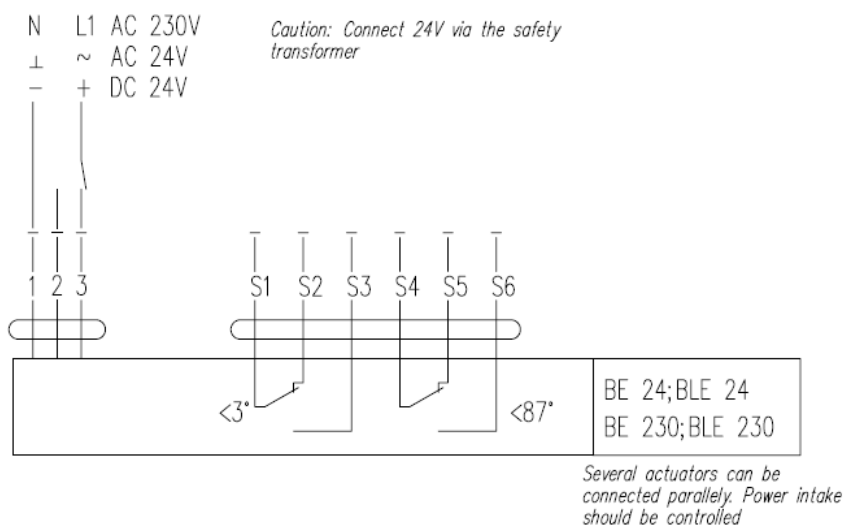 N L1 AC 230V
⊥ ~ AC 24V
− + DC 24V
Caution: Connect 24V via the safety
transformer
1 2 3 S1 S2 S3 S4 S5 S6
<3° <87°
BE 24;BLE 24
BE 230;BLE 230
Several actuators can be
connected parallely. Power intake
should be controlled